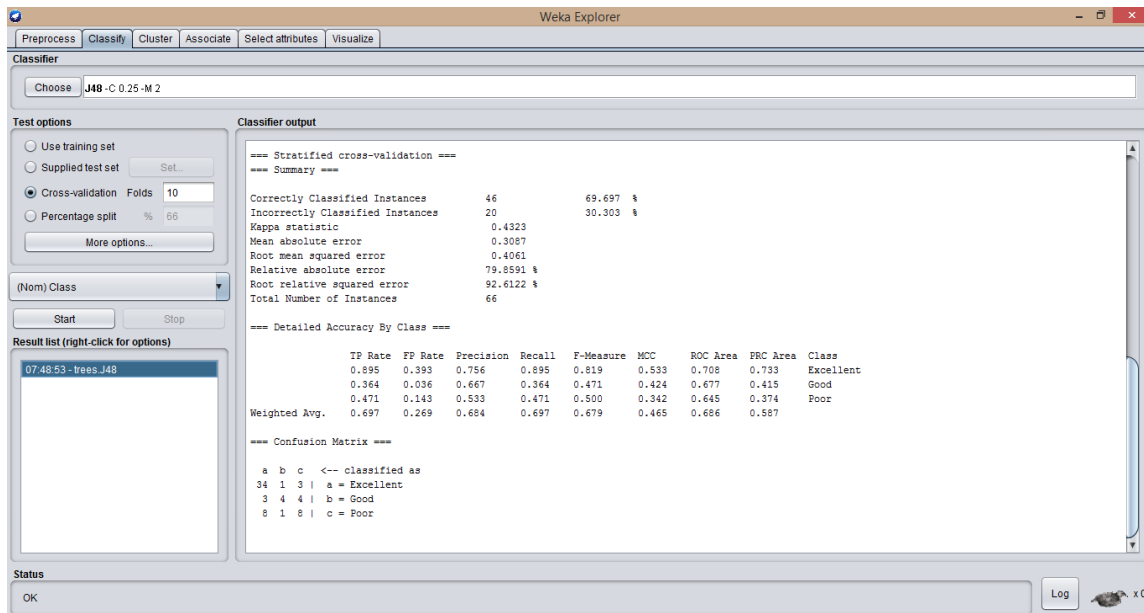 Weka Explorer
Preprocess Classify Cluster Associate Select attributes Visualize
Classifier
Choose J48 -C 0.25 -M 2
Test options
Use training set
Supplied test set Set...
Cross-validation Folds 10
Percentage split % 66
More options...
(Nom) Class
Start Stop
Result list (right-click for options)
07:48:53 - trees.J48
Classifier output
=== Stratified cross-validation ===
=== Summary ===
Correctly Classified Instances 46 69.697 %
Incorrectly Classified Instances 20 30.303 %
Kappa statistic 0.4323
Mean absolute error 0.3087
Root mean squared error 0.4061
Relative absolute error 79.8591 %
Root relative squared error 92.6122 %
Total Number of Instances 66
=== Detailed Accuracy By Class ===
TP Rate FP Rate Precision Recall F-Measure MCC ROC Area PRC Area Class
0.895 0.393 0.756 0.895 0.819 0.533 0.708 0.733 Excellent
0.364 0.036 0.667 0.364 0.471 0.424 0.677 0.415 Good
0.471 0.143 0.533 0.471 0.500 0.342 0.645 0.374 Poor
Weighted Avg. 0.697 0.269 0.684 0.697 0.679 0.465 0.686 0.587
=== Confusion Matrix ===
a b c <-- classified as
34 1 3 | a = Excellent
3 4 4 | b = Good
8 1 8 | c = Poor
Status
OK
Log
x 0